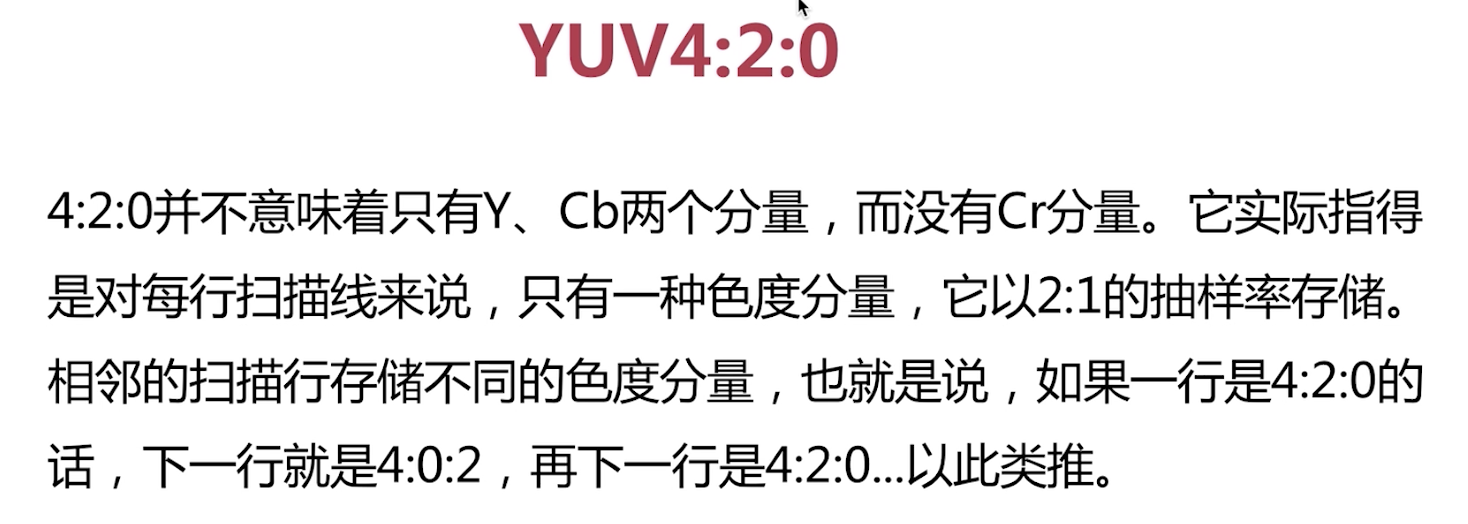 YUV4:2:0
4:2:0并不意味着只有Y、Cb两个分量，而没有Cr分量。它实际指得
是对每行扫描线来说，只有一种色度分量，它以2:1的抽样率存储。
相邻的扫描行存储不同的色度分量，也就是说，如果一行是4:2:0的
话，下一行就是4:0:2，再下一行是4:2:0...以此类推。